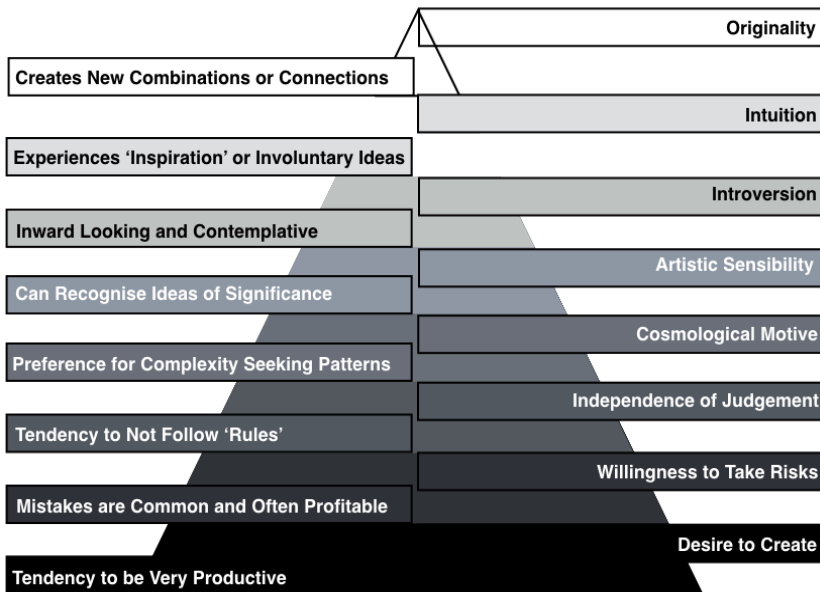 Originality
Creates New Combinations or Connections
Intuition
Experiences ‘Inspiration’ or Involuntary Ideas
Introversion
Inward Looking and Contemplative
Artistic Sensibility
Can Recognise Ideas of Significance
Cosmological Motive
Preference for Complexity Seeking Patterns
Independence of Judgement
Tendency to Not Follow ‘Rules’
Willingness to Take Risks
Mistakes are Common and Often Profitable
Desire to Create
Tendency to be Very Productive